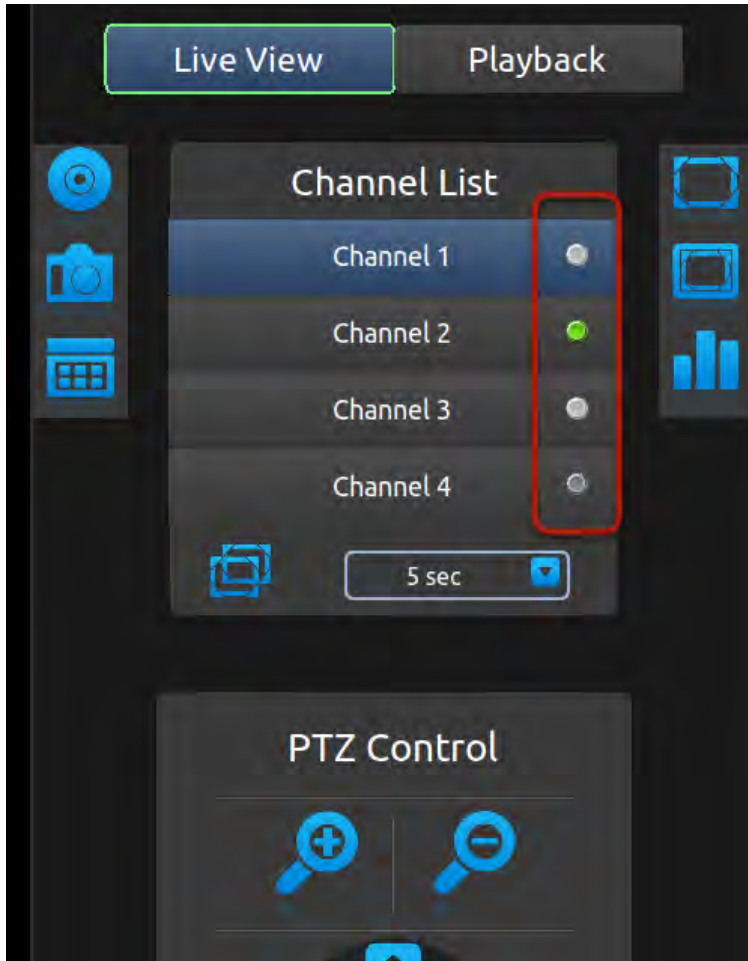 Live View Playback
Channel List
Channel 1
Channel 2
Channel 3
Channel 4
5 sec
PTZ Control